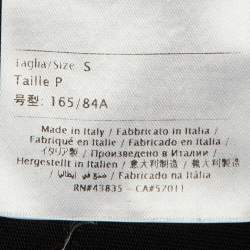 Taglia/Size S
Taille P
号型: 165/84A
Made in Italy / Fabbricato in Italia /
Fabriqué en Italie / Fabricado en Italia /
イタリア製 / Произведено в Италии /
Hergestellt in Italien / 意大利制造 / 義大利製造
/ صنع في إيطاليا / Fabricado na Itália
RN#43835 - CA#52011